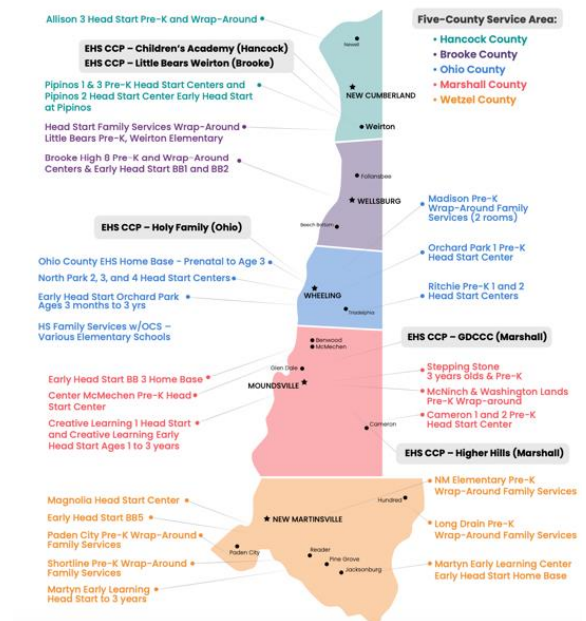 Allison 3 Head Start Pre-K and Wrap-Around
EHS CCP – Children's Academy (Hancock)
EHS CCP – Little Bears Weirton (Brooke)
Pipinos 1 & 3 Pre-K Head Start Centers and
Pipinos 2 Head Start Center Early Head Start
at Pipinos
Head Start Family Services Wrap-Around
Little Bears Pre-K, Weirton Elementary
Brooke High 8 Pre-K and Wrap-Around
Centers & Early Head Start BB1 and BB2
EHS CCP – Holy Family (Ohio)
Ohio County EHS Home Base - Prenatal to Age 3
North Park 2, 3, and 4 Head Start Centers
Early Head Start Orchard Park
Ages 3 months to 3 yrs
HS Family Services w/OCS –
Various Elementary Schools
Early Head Start BB 3 Home Base
Center McMechen Pre-K Head
Start Center
Creative Learning 1 Head Start
and Creative Learning Early
Head Start Ages 1 to 3 years
Magnolia Head Start Center
Early Head Start BB5
Paden City Pre-K Wrap-Around
Family Services
Shortline Pre-K Wrap-Around
Family Services
Martyn Early Learning
Head Start to 3 years
Newell
NEW CUMBERLAND
Weirton
Follansbee
WELLSBURG
Beech Bottom
WHEELING
Triadelphia
Benwood
McMechen
Glen Dale
MOUNDSVILLE
Cameron
Hundred
NEW MARTINSVILLE
Paden City
Reader
Pine Grove
Jacksonburg
Five-County Service Area:
• Hancock County
• Brooke County
• Ohio County
• Marshall County
• Wetzel County
Madison Pre-K
Wrap-Around Family
Services (2 rooms)
Orchard Park 1 Pre-K
Head Start Center
Ritchie Pre-K 1 and 2
Head Start Centers
EHS CCP – GDCCC (Marshall)
Stepping Stone
3 years olds & Pre-K
McNinch & Washington Lands
Pre-K Wrap-around
Cameron 1 and 2 Pre-K
Head Start Center
EHS CCP – Higher Hills (Marshall)
NM Elementary Pre-K
Wrap-Around Family Services
Long Drain Pre-K
Wrap-Around Family Services
Martyn Early Learning Center
Early Head Start Home Base